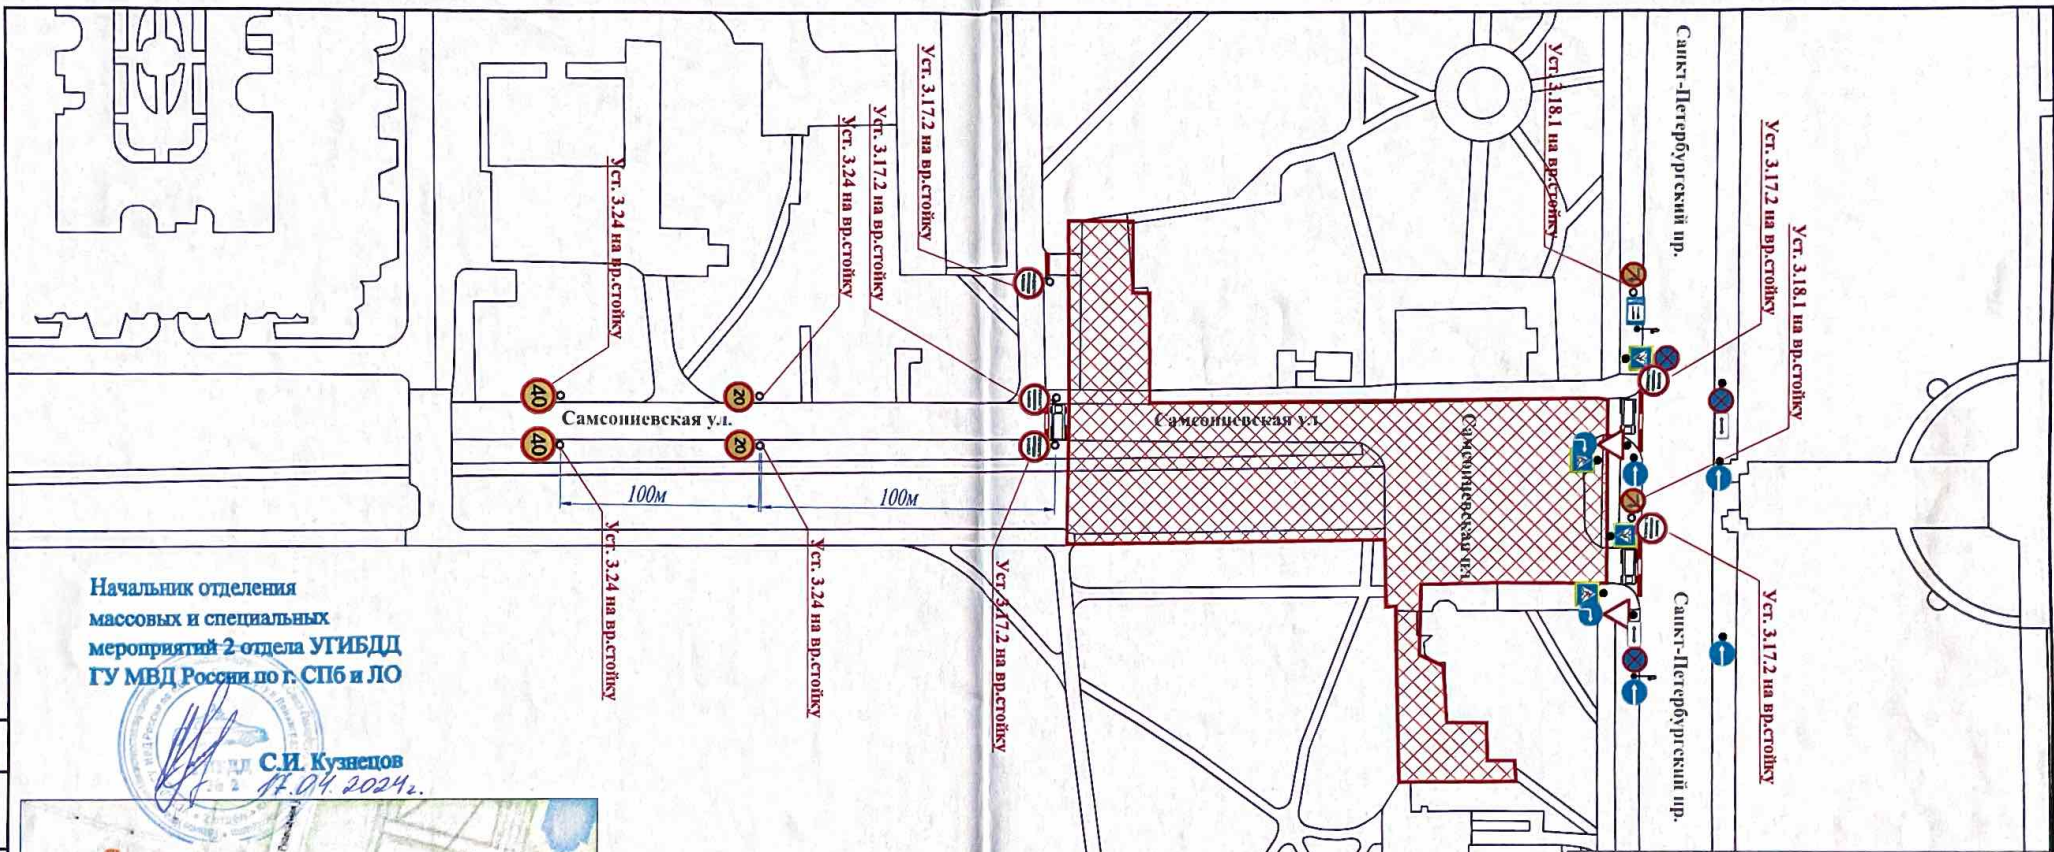 Уст. 3.24 на вр.стойку
Уст. 3.24 на вр.стойку
Уст. 3.17.2 на вр.стойку
Уст. 3.17.2 на вр.стойку
Уст. 3.18.1 на вр.стойку
Санкт-Петербургский пр.
Уст. 3.17.2 на вр.стойку
Уст. 3.18.1 на вр.стойку
40
20
Самсониевская ул.
Самсониевская ул.
Самсониевская пл.
40
20
100м
100м
Уст. 3.24 на вр.стойку
Уст. 3.24 на вр.стойку
Уст. 3.17.2 на вр.стойку
Санкт-Петербургский пр.
Уст. 3.17.2 на вр.стойку
Начальник отделения
массовых и специальных
мероприятий 2 отдела УГИБДД
ГУ МВД России по г. СПб и ЛО
С.И. Кузнецов
17.04.2024г.